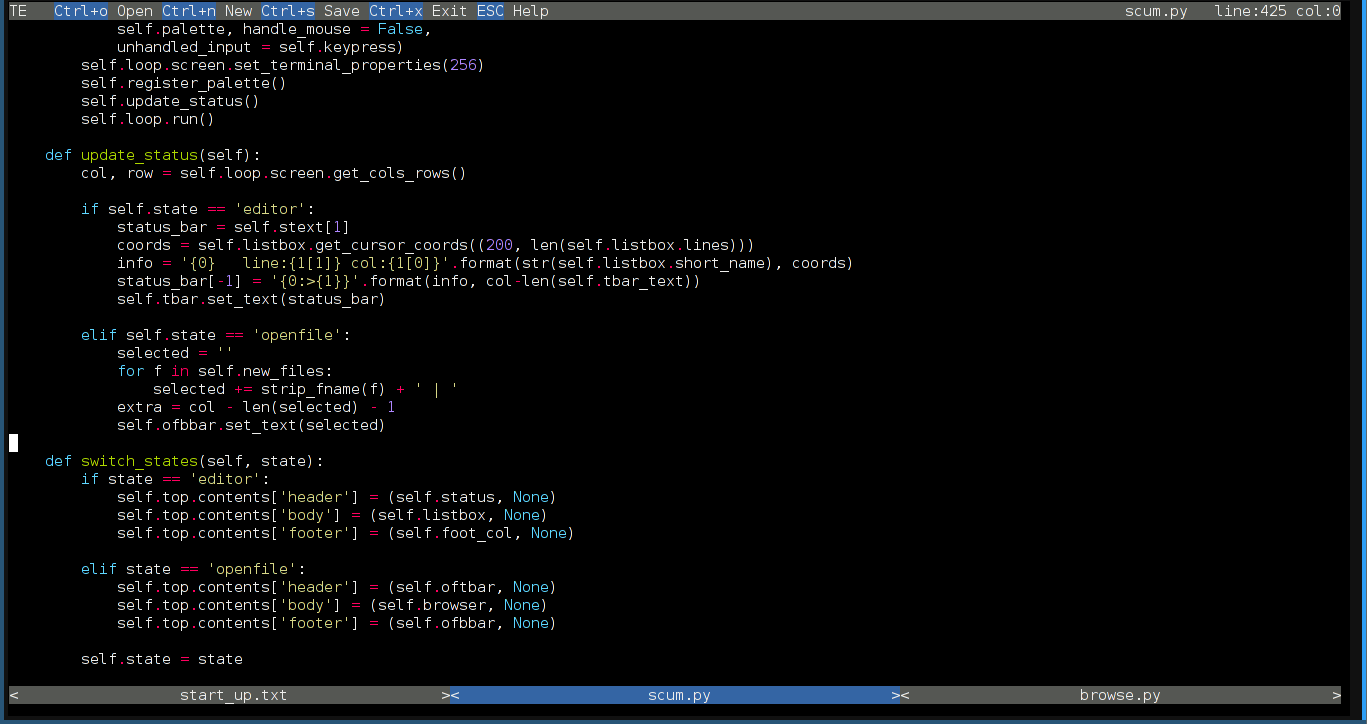 TE   Ctrl+o Open Ctrl+n New Ctrl+s Save Ctrl+x Exit ESC Help                                                                scum.py   line:425 col:0
            self.palette, handle_mouse = False,
            unhandled_input = self.keypress)
        self.loop.screen.set_terminal_properties(256)
        self.register_palette()
        self.update_status()
        self.loop.run()

    def update_status(self):
        col, row = self.loop.screen.get_cols_rows()

        if self.state == 'editor':
            status_bar = self.stext[1]
            coords = self.listbox.get_cursor_coords((200, len(self.listbox.lines)))
            info = '{0}   line:{1[1]} col:{1[0]}'.format(str(self.listbox.short_name), coords)
            status_bar[-1] = '{0:>{1}}'.format(info, col-len(self.tbar_text))
            self.tbar.set_text(status_bar)

        elif self.state == 'openfile':
            selected = ''
            for f in self.new_files:
                selected += strip_fname(f) + ' | '
            extra = col - len(selected) - 1
            self.ofbbar.set_text(selected)

    def switch_states(self, state):
        if state == 'editor':
            self.top.contents['header'] = (self.status, None)
            self.top.contents['body'] = (self.listbox, None)
            self.top.contents['footer'] = (self.foot_col, None)

        elif state == 'openfile':
            self.top.contents['header'] = (self.oftbar, None)
            self.top.contents['body'] = (self.browser, None)
            self.top.contents['footer'] = (self.ofbbar, None)

        self.state = state

<                  start_up.txt                 ><                     scum.py                    ><                   browse.py                   >